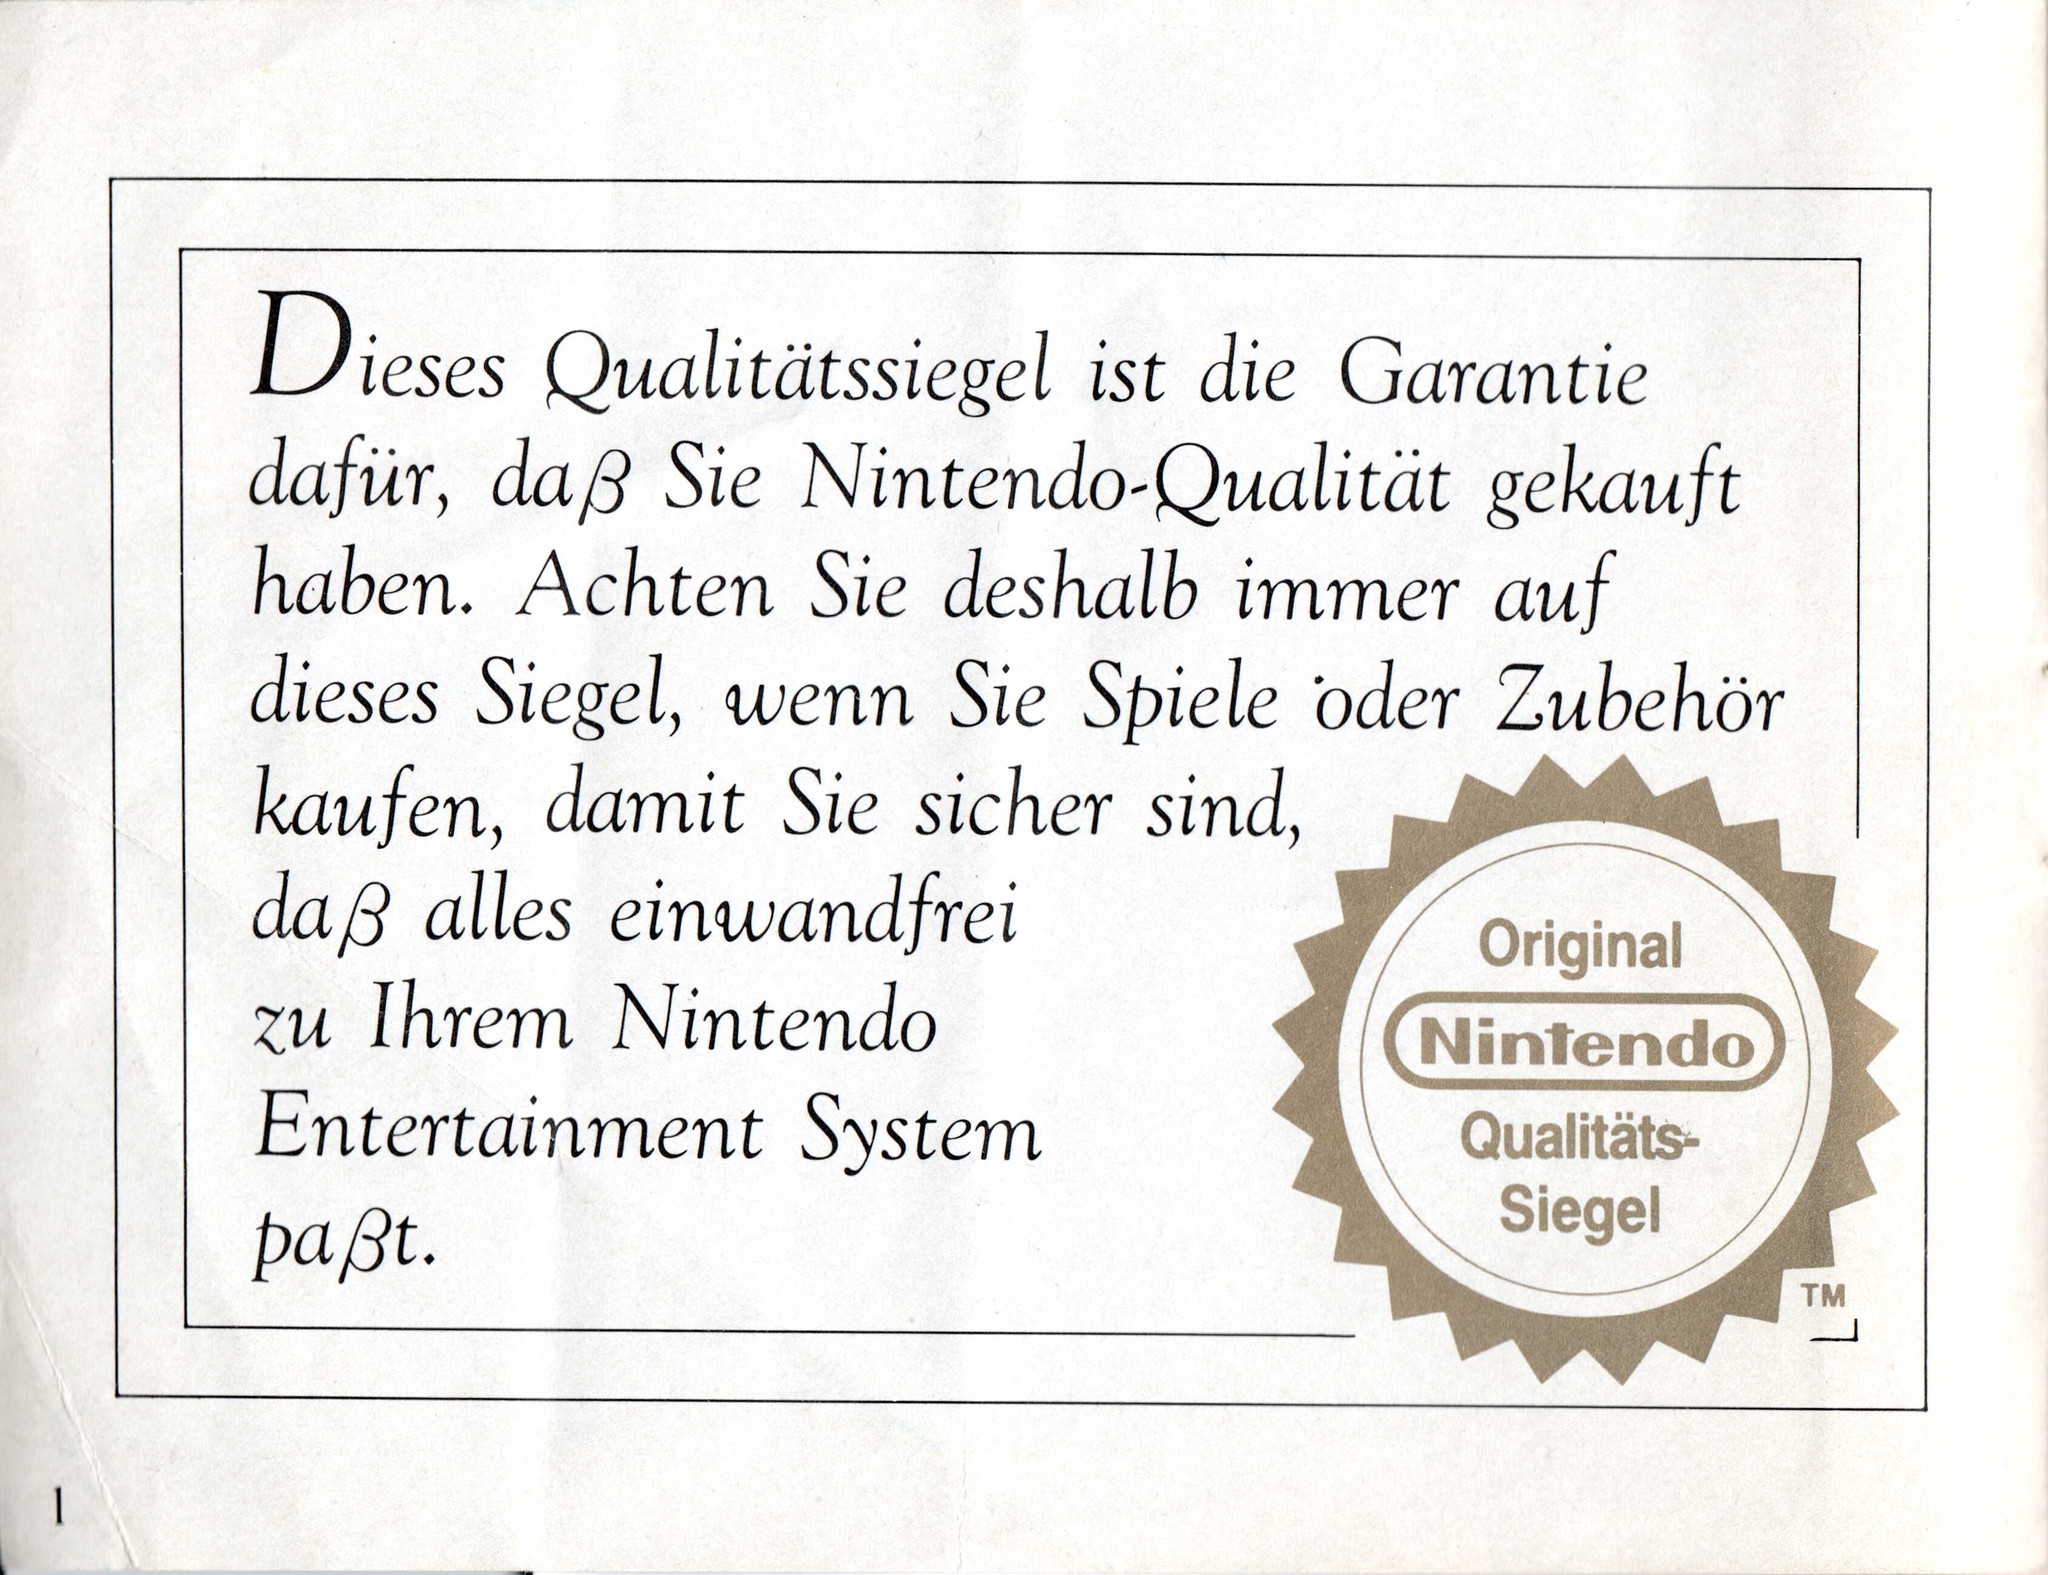 Dieses Qualitätssiegel ist die Garantie
dafür, daß Sie Nintendo-Qualität gekauft
haben. Achten Sie deshalb immer auf
dieses Siegel, wenn Sie Spiele oder Zubehör
kaufen, damit Sie sicher sind,
daß alles einwandfrei
zu Ihrem Nintendo
Entertainment System
paßt.
Original
Nintendo
Qualitäts-
Siegel
TM
1